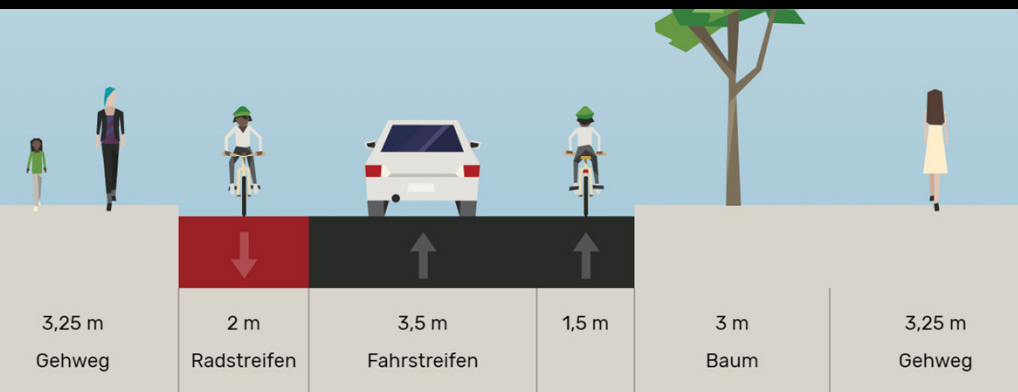 3,25 m
Gehweg
2 m
Radstreifen
3,5 m
Fahrstreifen
1,5 m
3 m
Baum
3,25 m
Gehweg